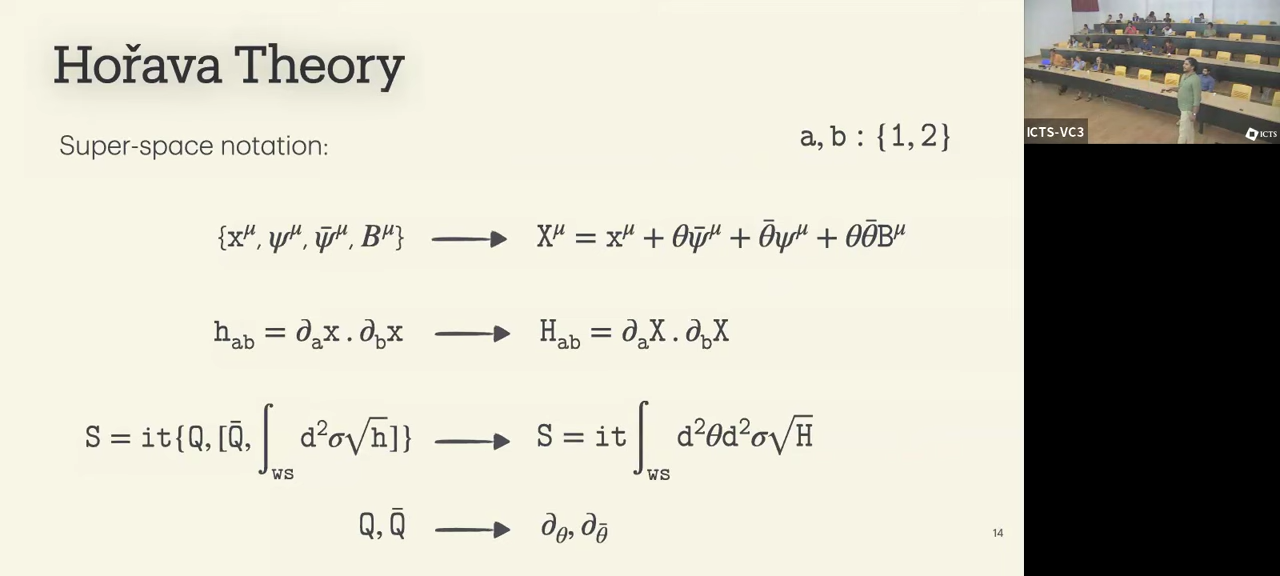 Hořava Theory
Super-space notation:
a, b : {1, 2}
{x^μ, ψ^μ, ψ̄^μ, B^μ} → X^μ = x^μ + θψ̄^μ + θ̄ψ^μ + θθ̄B^μ
h_ab = ∂_a x . ∂_b x → H_ab = ∂_a X . ∂_b X
S = it{Q, [Q̄, ∫_WS d²σ√h]} → S = it ∫_WS d²θd²σ√H
Q, Q̄ → ∂_θ, ∂_θ̄
14
ICTS-VC3
ICTS